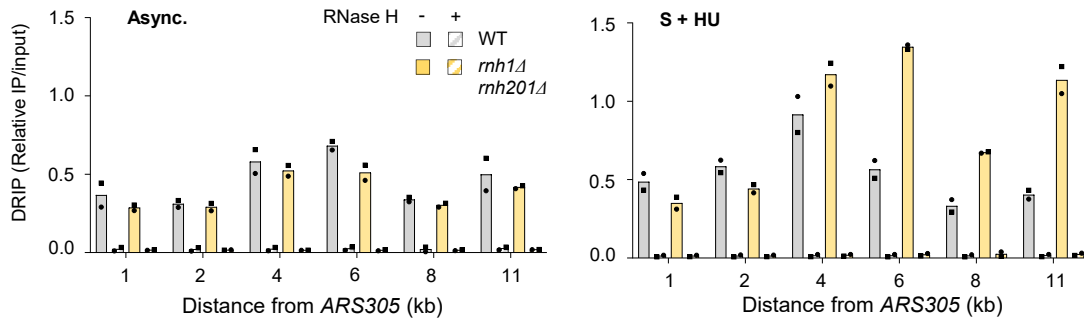 Async.
RNase H - +
WT
rnh1Δ
rnh201Δ
DRIP (Relative IP/input)
1.5
1.0
0.5
0.0
1 2 4 6 8 11
Distance from ARS305 (kb)
S + HU
1.5
1.0
0.5
0.0
1 2 4 6 8 11
Distance from ARS305 (kb)